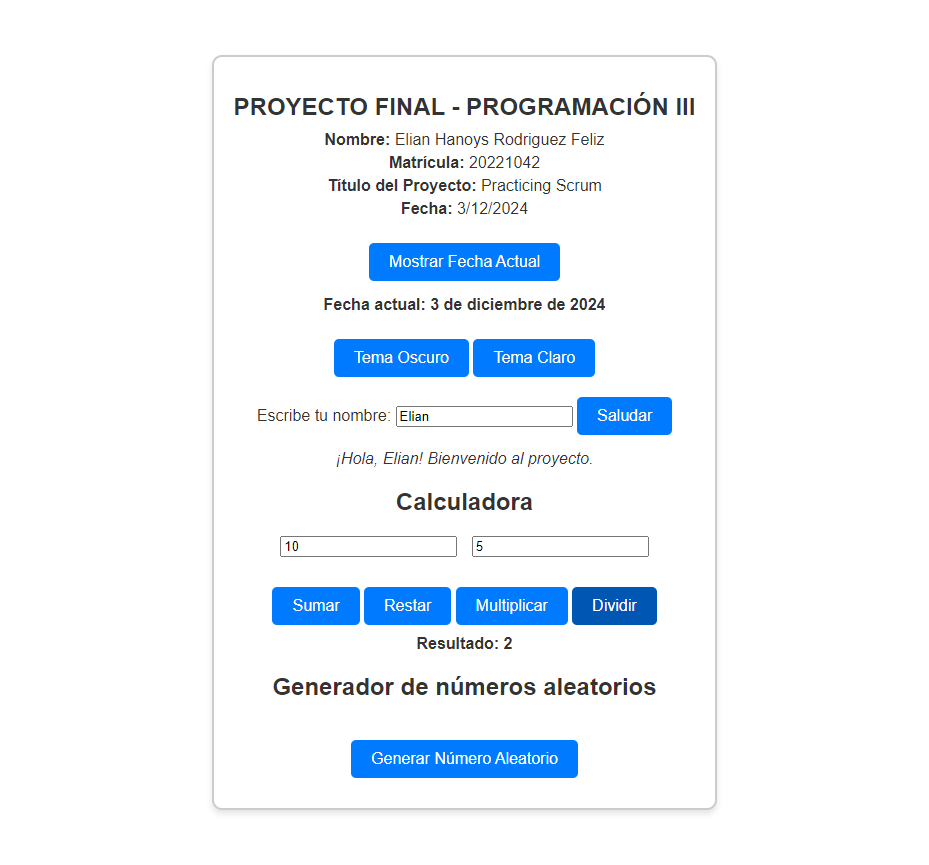 PROYECTO FINAL - PROGRAMACIÓN III
Nombre: Elian Hanoys Rodriguez Feliz
Matrícula: 20221042
Título del Proyecto: Practicing Scrum
Fecha: 3/12/2024
Mostrar Fecha Actual
Fecha actual: 3 de diciembre de 2024
Tema Oscuro Tema Claro
Escribe tu nombre: Elian Saludar
¡Hola, Elian! Bienvenido al proyecto.
Calculadora
10 5
Sumar Restar Multiplicar Dividir
Resultado: 2
Generador de números aleatorios
Generar Número Aleatorio